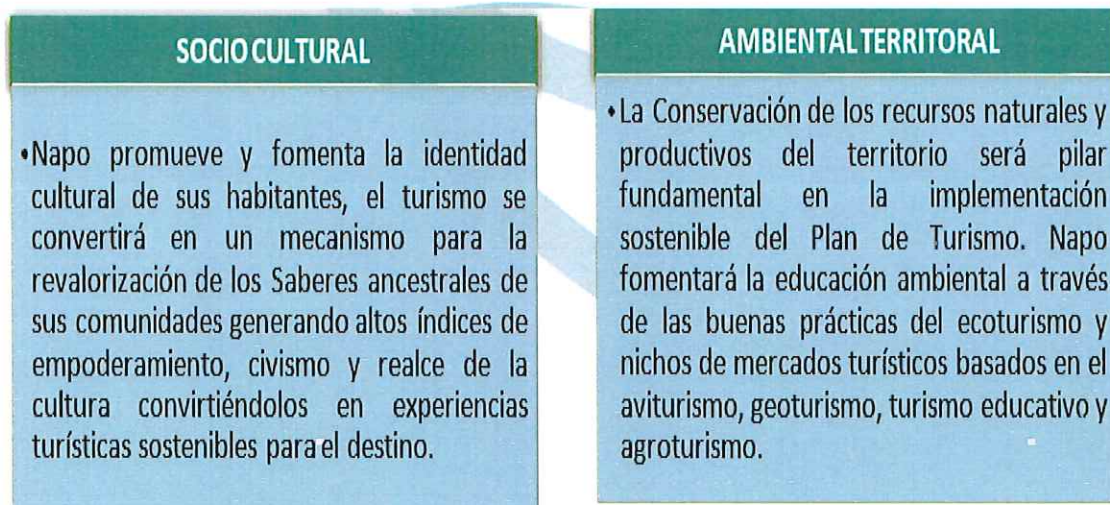 SOCIO CULTURAL
•Napo promueve y fomenta la identidad
cultural de sus habitantes, el turismo se
convertirá en un mecanismo para la
revalorización de los Saberes ancestrales de
sus comunidades generando altos índices de
empoderamiento, civismo y realce de la
cultura convirtiéndolos en experiencias
turísticas sostenibles para el destino.
AMBIENTAL TERRITORAL
•La Conservación de los recursos naturales y
productivos del territorio será pilar
fundamental en la implementación
sostenible del Plan de Turismo. Napo
fomentará la educación ambiental a través
de las buenas prácticas del ecoturismo y
nichos de mercados turísticos basados en el
aviturismo, geoturismo, turismo educativo y
agroturismo.